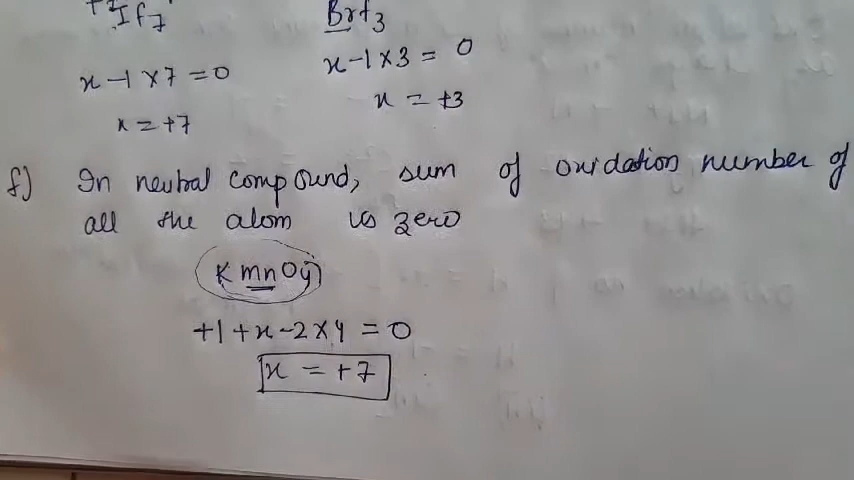 +7If7 Brf3
x-1×7=0 x-1×3 = 0
x = +7 x = +3
f) In neutral compound, sum of oxidation number of
all the atom is zero
KmnO4
+1+x-2×4 = 0
x = +7